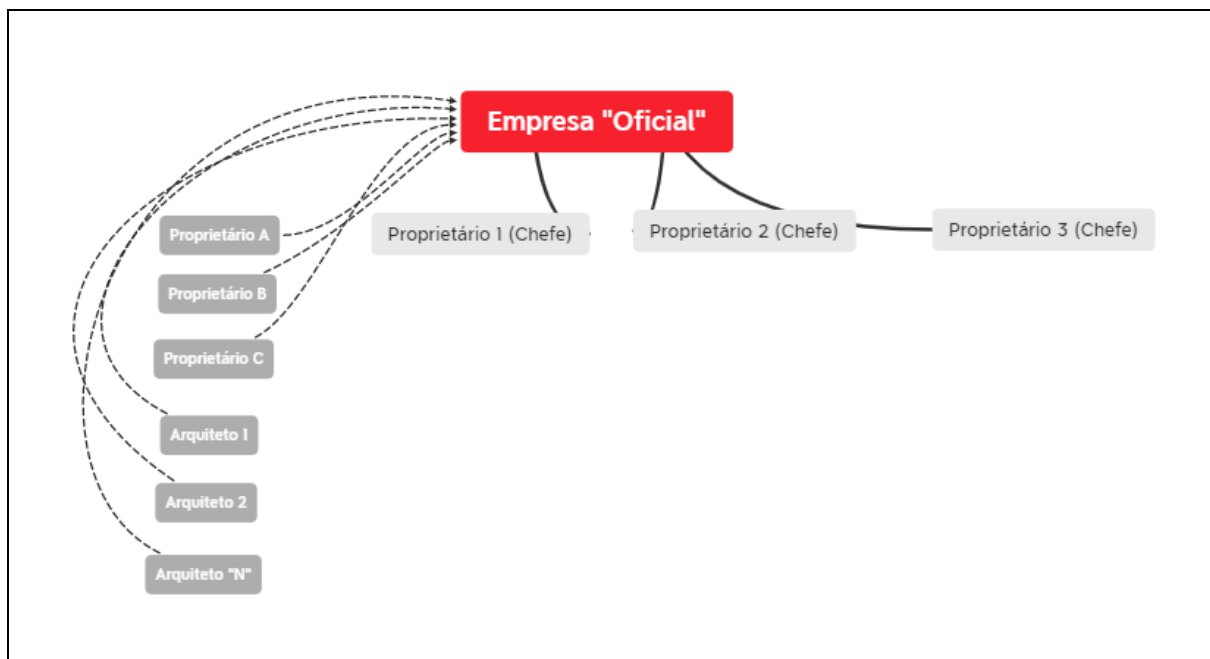 Empresa "Oficial"
Proprietário A
Proprietário 1 (Chefe)
Proprietário 2 (Chefe)
Proprietário 3 (Chefe)
Proprietário B
Proprietário C
Arquiteto 1
Arquiteto 2
Arquiteto "N"